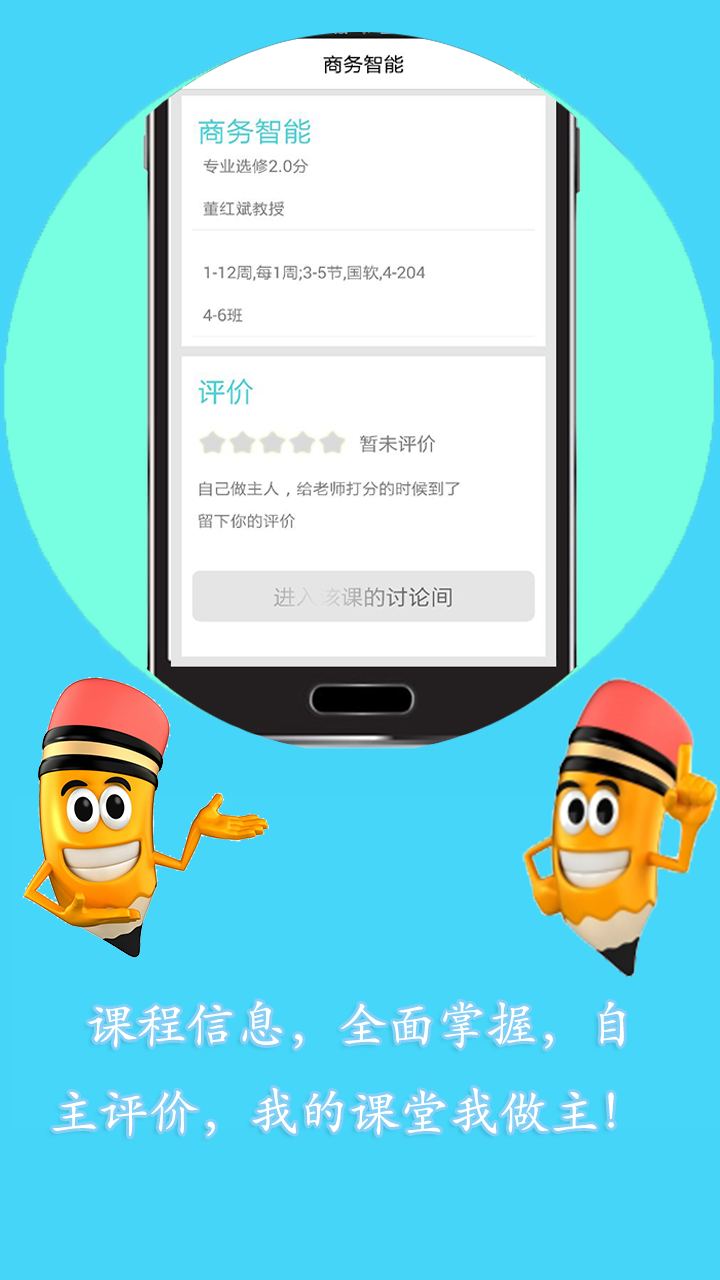 商务智能
商务智能
专业选修2.0分
董红斌教授
1-12周,每1周;3-5节,国软,4-204
4-6班
评价
暂未评价
自己做主人，给老师打分的时候到了
留下你的评价
进入该课的讨论间
课程信息，全面掌握，自
主评价，我的课堂我做主！